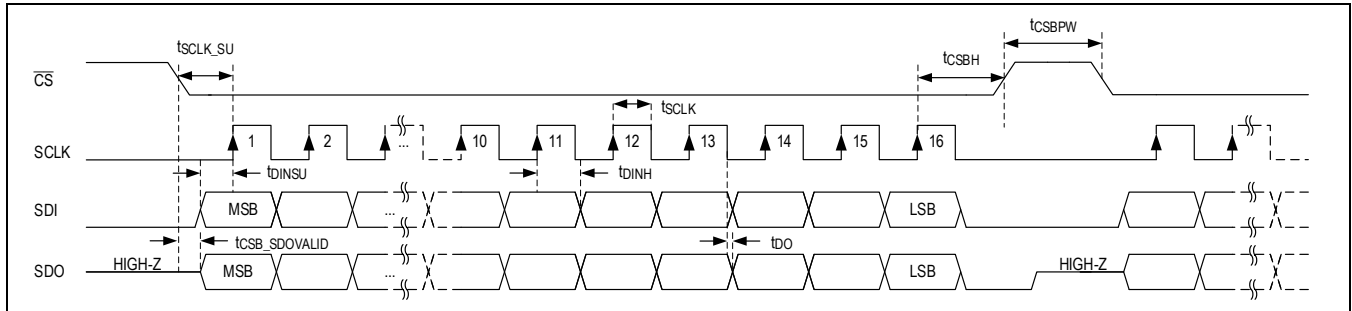 tCSBPW
tSCLK_SU
tCSBH
CS
tSCLK
1 2 ... 10 11 12 13 14 15 16
SCLK
tDINSU tDINH
SDI MSB ... LSB
tCSB_SDOVALID tDO
SDO HIGH-Z MSB ... LSB HIGH-Z